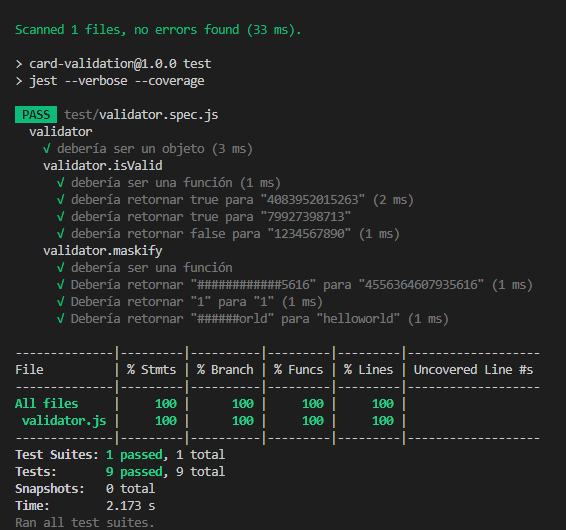 Scanned 1 files, no errors found (33 ms).
> card-validation@1.0.0 test
> jest --verbose --coverage
PASS test/validator.spec.js
validator
√ debería ser un objeto (3 ms)
validator.isValid
√ debería ser una función (1 ms)
√ debería retornar true para "4083952015263" (2 ms)
√ debería retornar true para "79927398713"
√ debería retornar false para "1234567890" (1 ms)
validator.maskify
√ debería ser una función
√ Debería retornar "############5616" para "4556364607935616" (1 ms)
√ Debería retornar "1" para "1" (1 ms)
√ Debería retornar "######orld" para "helloworld" (1 ms)
--------------|---------|----------|---------|---------|-------------------
File          | % Stmts | % Branch | % Funcs | % Lines | Uncovered Line #s
--------------|---------|----------|---------|---------|-------------------
All files     |     100 |      100 |     100 |     100 |
 validator.js |     100 |      100 |     100 |     100 |
--------------|---------|----------|---------|---------|-------------------
Test Suites: 1 passed, 1 total
Tests:       9 passed, 9 total
Snapshots:   0 total
Time:        2.173 s
Ran all test suites.